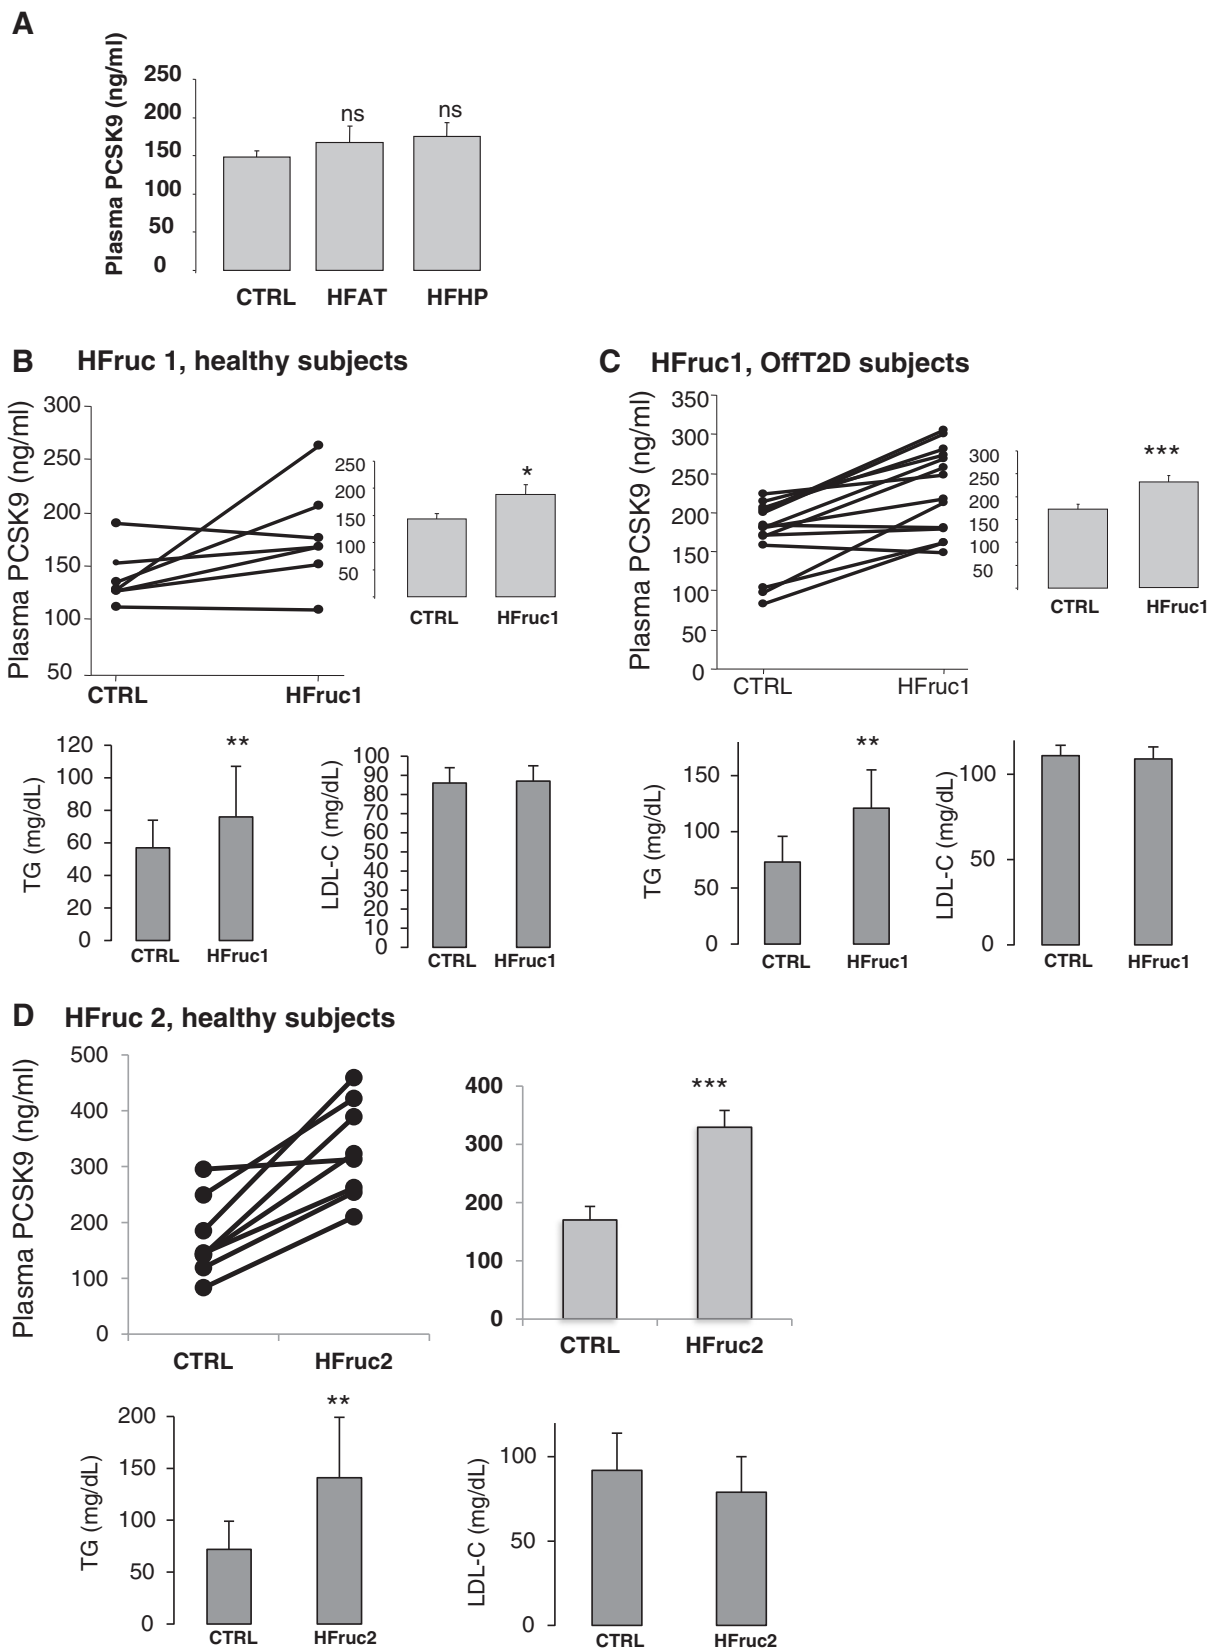 A
Plasma PCSK9 (ng/ml)
250
200
150
100
50
0
ns
ns
CTRL HFAT HFHP
B HFruc 1, healthy subjects
Plasma PCSK9 (ng/ml)
300
250
200
150
100
50
CTRL HFruc1
250
200
150
100
50
*
CTRL HFruc1
C HFruc1, OffT2D subjects
Plasma PCSK9 (ng/ml)
350
300
250
200
150
100
50
0
CTRL HFruc1
300
250
200
150
100
50
***
CTRL HFruc1
TG (mg/dL)
120
100
80
60
40
20
0
**
CTRL HFruc1
LDL-C (mg/dL)
100
90
80
70
60
50
40
30
20
10
0
CTRL HFruc1
TG (mg/dL)
150
100
50
0
**
CTRL HFruc1
LDL-C (mg/dL)
100
50
0
CTRL HFruc1
D HFruc 2, healthy subjects
Plasma PCSK9 (ng/ml)
500
400
300
200
100
0
CTRL HFruc2
400
300
200
100
0
***
CTRL HFruc2
TG (mg/dL)
200
150
100
50
0
**
CTRL HFruc2
LDL-C (mg/dL)
100
50
0
CTRL HFruc2